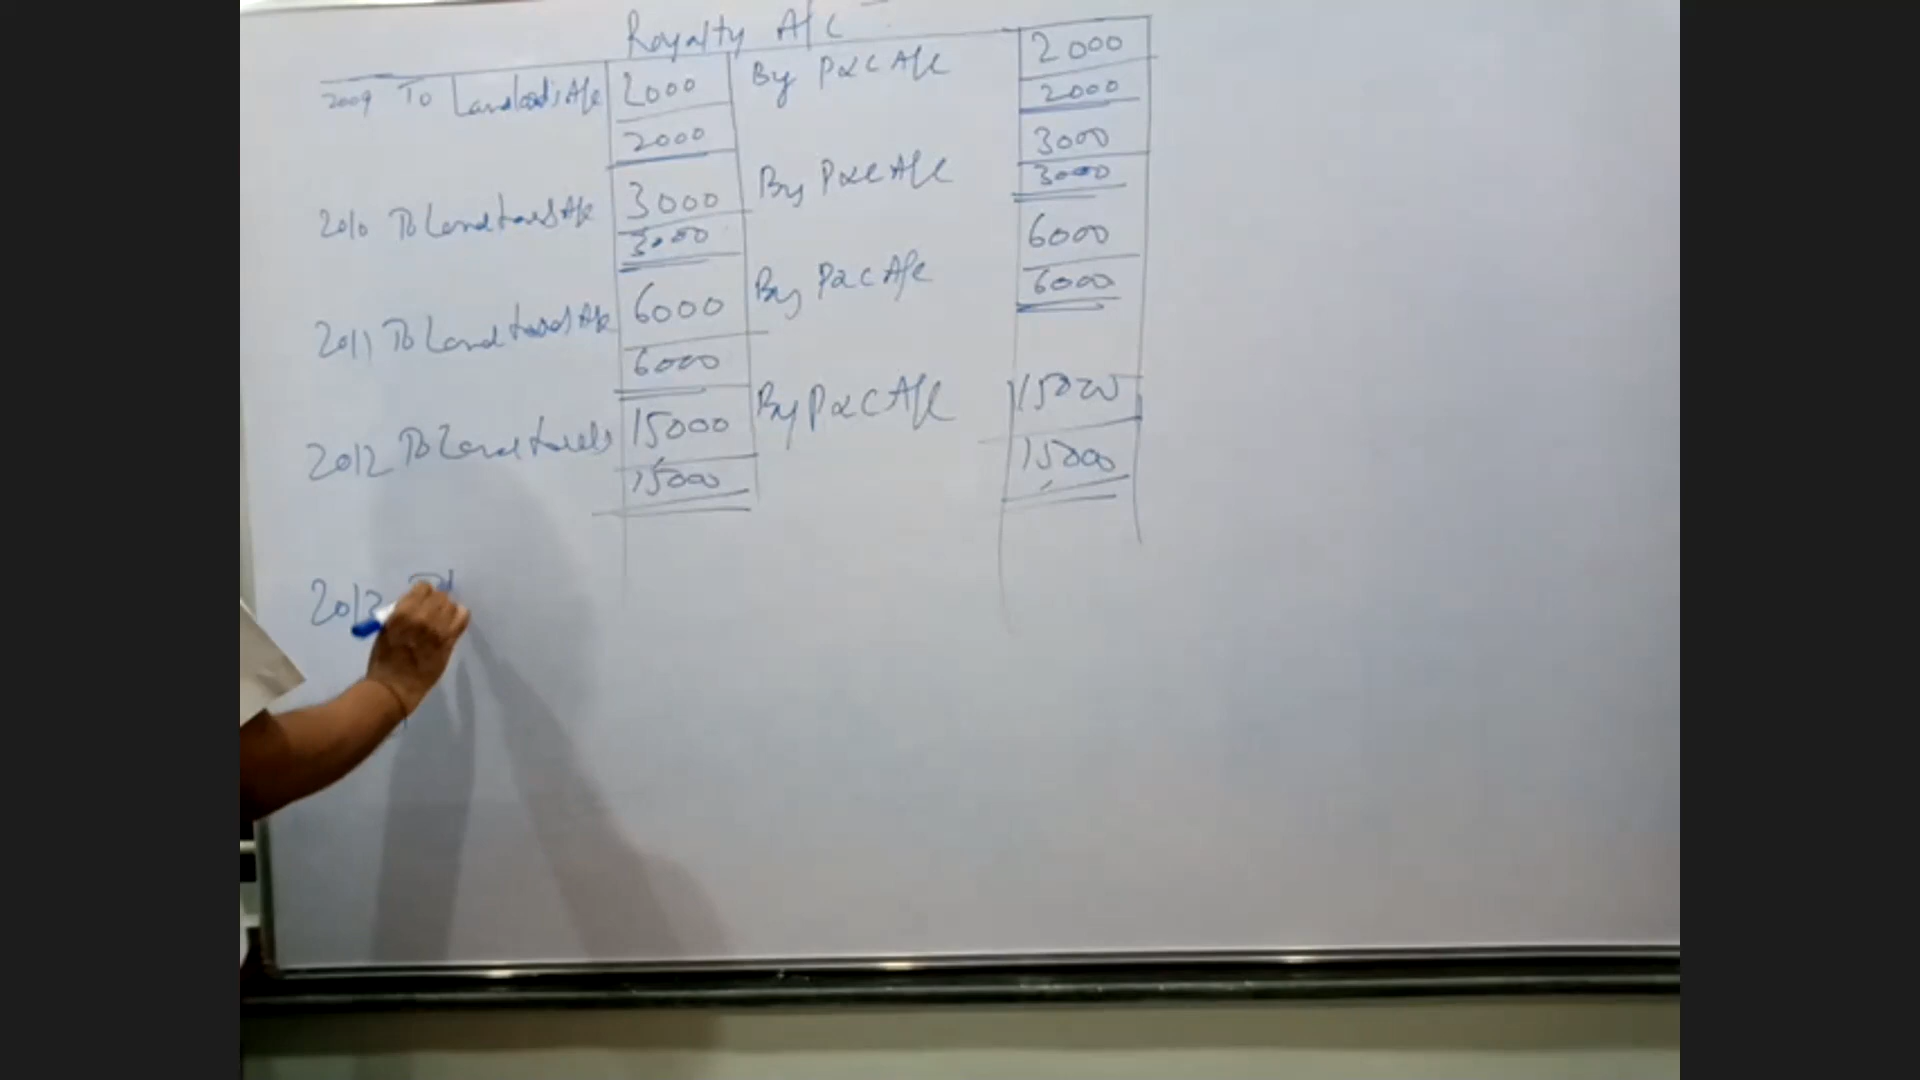 Royalty A/C
2009 To Landlord's A/c 2000 By P&L A/c 2000
2000 2000
2010 To Landlord A/c 3000 By P&L A/c 3000
3000 3000
2011 To Landlord A/c 6000 By P&L A/c 6000
6000 6000
2012 To Landlords 15000 By P&L A/c 15000
15000 15000
2013